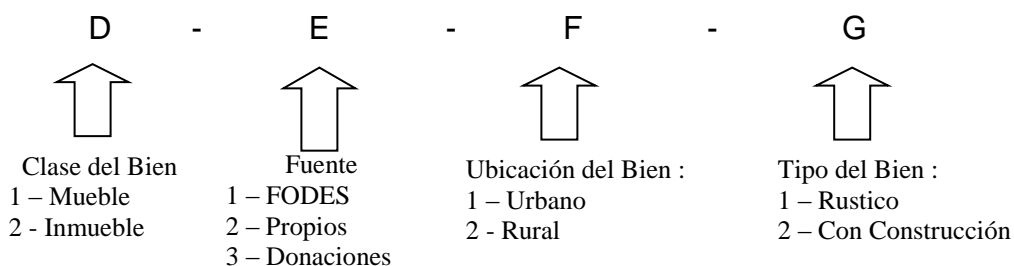 D - E - F - G
Clase del Bien
1 – Mueble
2 - Inmueble
Fuente
1 – FODES
2 – Propios
3 – Donaciones
Ubicación del Bien :
1 – Urbano
2 - Rural
Tipo del Bien :
1 – Rustico
2 – Con Construcción